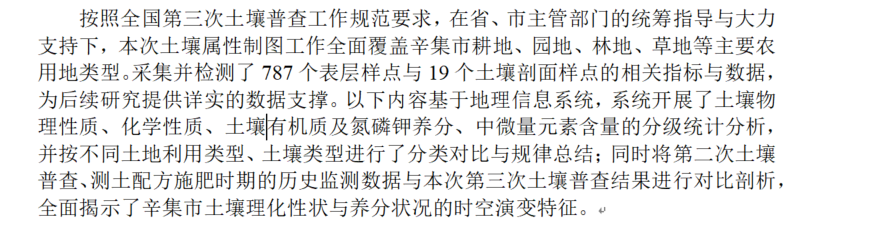 按照全国第三次土壤普查工作规范要求，在省、市主管部门的统筹指导与大力
支持下，本次土壤属性制图工作全面覆盖辛集市耕地、园地、林地、草地等主要农
用地类型。采集并检测了 787 个表层样点与 19 个土壤剖面样点的相关指标与数据，
为后续研究提供详实的数据支撑。以下内容基于地理信息系统，系统开展了土壤物
理性质、化学性质、土壤有机质及氮磷钾养分、中微量元素含量的分级统计分析，
并按不同土地利用类型、土壤类型进行了分类对比与规律总结；同时将第二次土壤
普查、测土配方施肥时期的历史监测数据与本次第三次土壤普查结果进行对比剖析，
全面揭示了辛集市土壤理化性状与养分状况的时空演变特征。